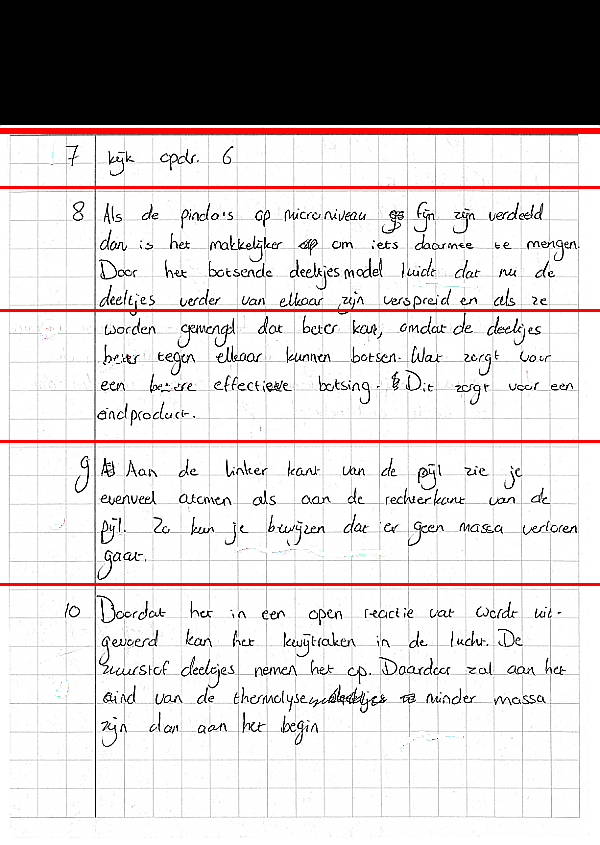 7 kijk opdr. 6
8 Als de pinda's op microniveau fijn zijn verdeeld
dan is het makkelijker om iets daarmee te mengen.
Door het botsende deeltjesmodel luidt dat nu de
deeltjes verder van elkaar zijn verspreid en als ze
worden gemengd dat beter kan, omdat de deeltjes
beter tegen elkaar kunnen botsen. Wat zorgt voor
een betere effectieve botsing. Dit zorgt voor een
eindproduct.
9 Aan de linker kant van de pijl zie je
evenveel atomen als aan de rechterkant van de
pijl. Zo kun je bewijzen dat er geen massa verloren
gaat.
10 Doordat het in een open reactie vat wordt uit-
gevoerd kan het kwijtraken in de lucht. De
zuurstof deeltjes nemen het op. Daardoor zal aan het
eind van de thermolyse minder massa
zijn dan aan het begin